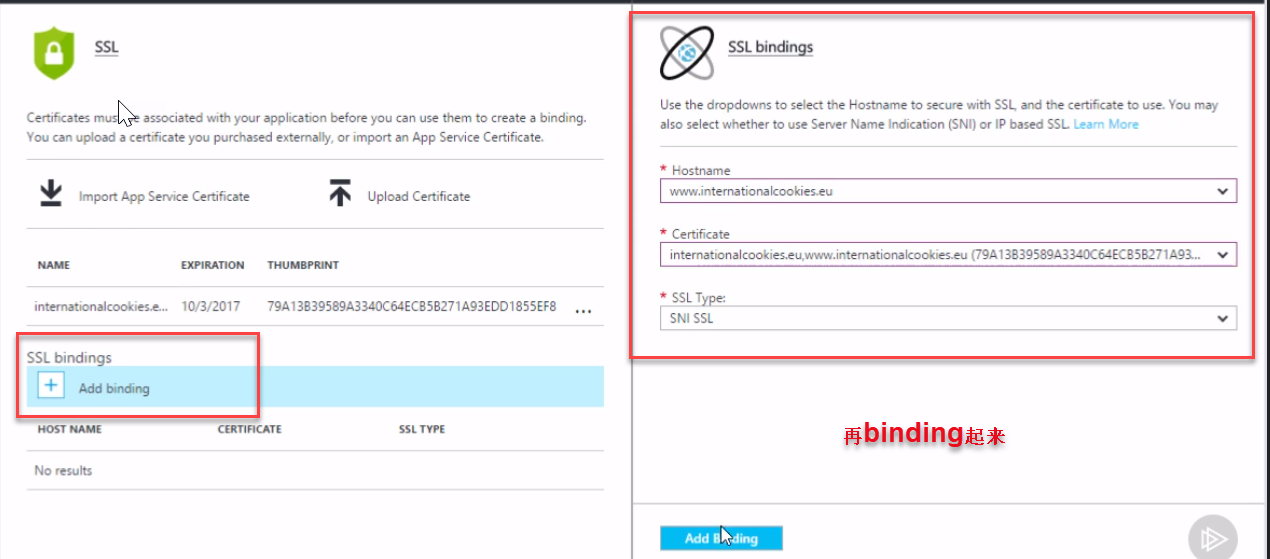 SSL
Certificates must be associated with your application before you can use them to create a binding.
You can upload a certificate you purchased externally, or import an App Service Certificate.
Import App Service Certificate
Upload Certificate
NAME EXPIRATION THUMBPRINT
internationalcookies.e... 10/3/2017 79A13B39589A3340C64ECB5B271A93EDD1855EF8 ...
SSL bindings
+ Add binding
HOST NAME CERTIFICATE SSL TYPE
No results
SSL bindings
Use the dropdowns to select the Hostname to secure with SSL, and the certificate to use. You may
also select whether to use Server Name Indication (SNI) or IP based SSL. Learn More
* Hostname
www.internationalcookies.eu
* Certificate
internationalcookies.eu,www.internationalcookies.eu (79A13B39589A3340C64ECB5B271A93...
* SSL Type:
SNI SSL
再binding起来
Add Binding